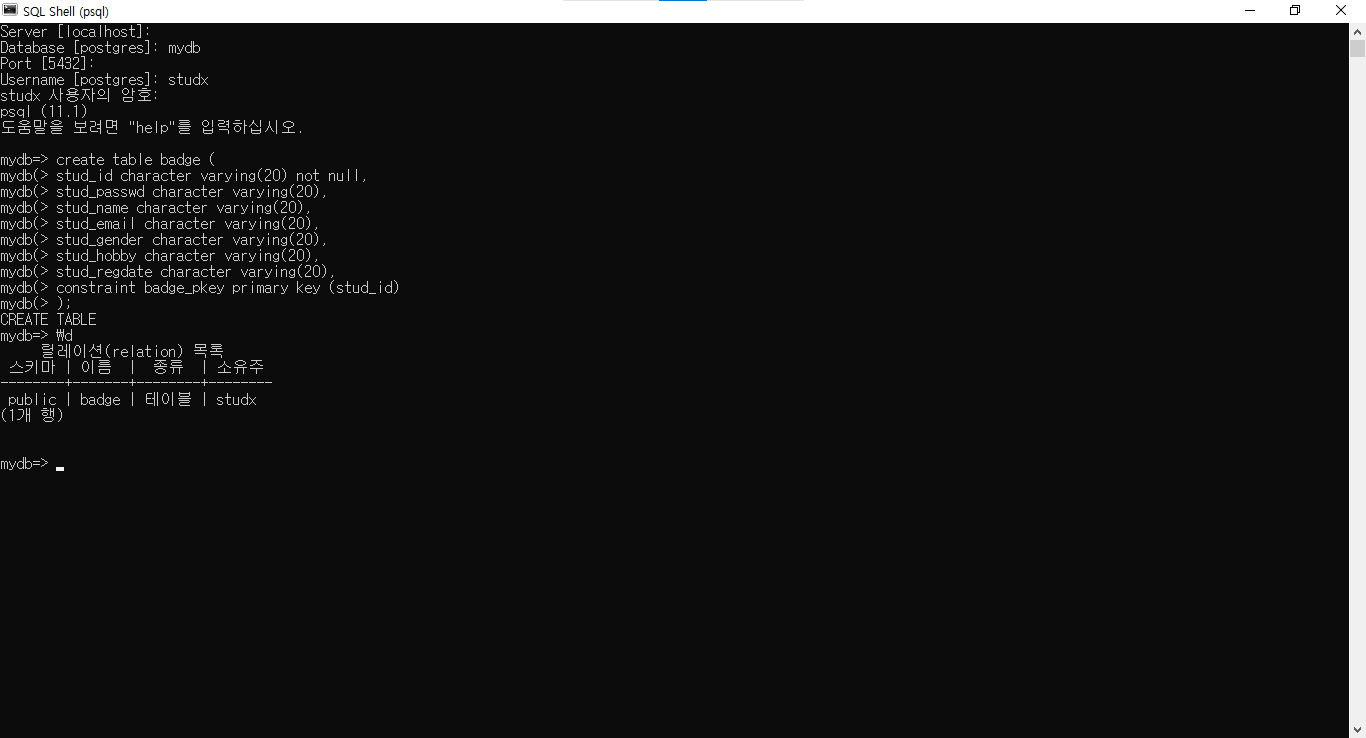 SQL Shell (psql)
Server [localhost]:
Database [postgres]: mydb
Port [5432]:
Username [postgres]: studx
studx 사용자의 암호:
psql (11.1)
도움말을 보려면 "help"를 입력하십시오.
mydb=> create table badge (
mydb(> stud_id character varying(20) not null,
mydb(> stud_passwd character varying(20),
mydb(> stud_name character varying(20),
mydb(> stud_email character varying(20),
mydb(> stud_gender character varying(20),
mydb(> stud_hobby character varying(20),
mydb(> stud_regdate character varying(20),
mydb(> constraint badge_pkey primary key (stud_id)
mydb(> );
CREATE TABLE
mydb=> ₩d
릴레이션(relation) 목록
스키마 | 이름 | 종류 | 소유주
--------+-------+--------+--------
public | badge | 테이블 | studx
(1개 행)
mydb=>